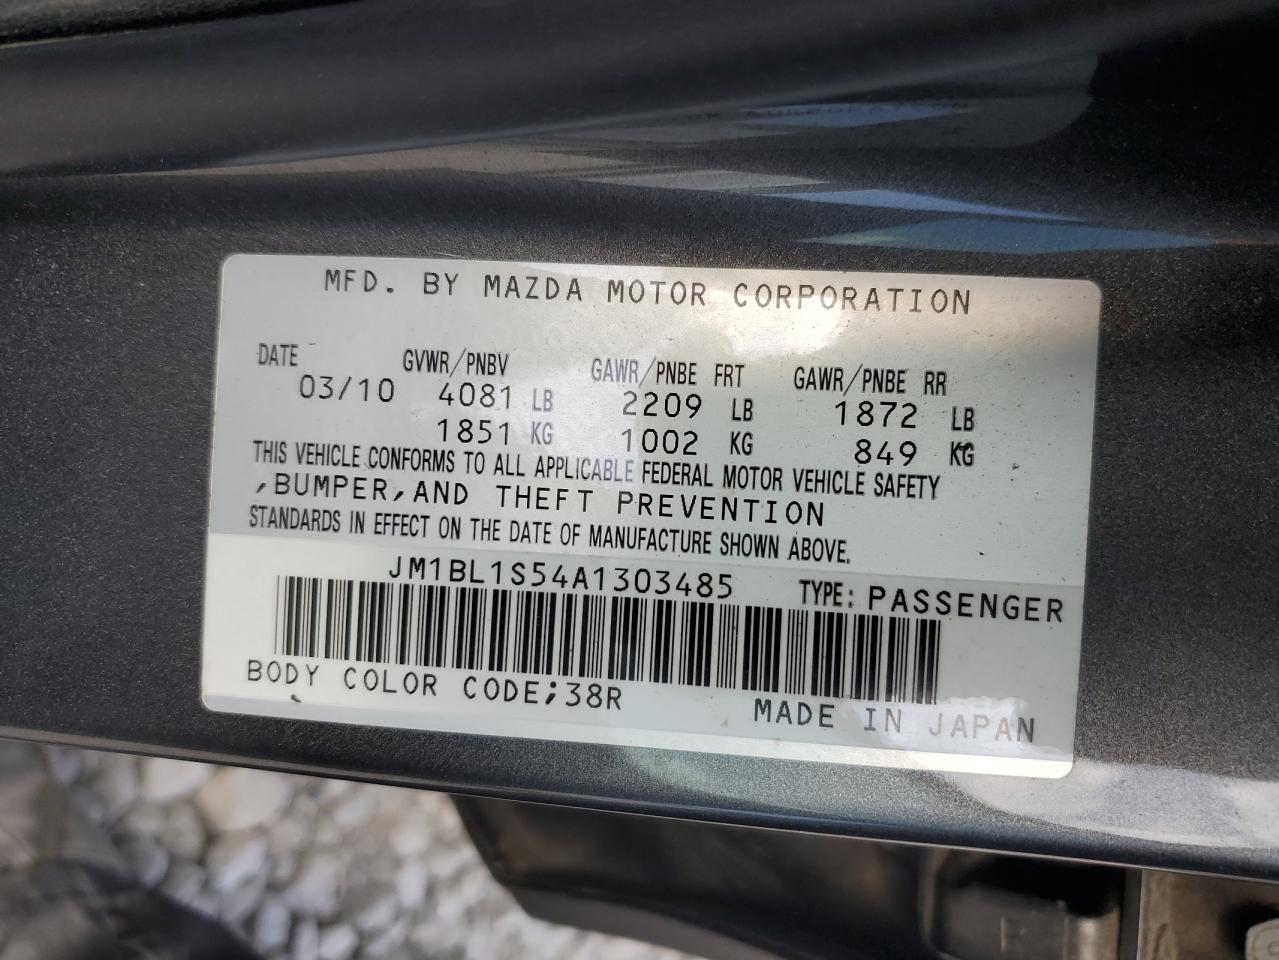 MFD. BY MAZDA MOTOR CORPORATION
DATE GVWR/PNBV GAWR/PNBE FRT GAWR/PNBE RR
03/10 4081 LB 2209 LB 1872 LB
1851 KG 1002 KG 849 KG
THIS VEHICLE CONFORMS TO ALL APPLICABLE FEDERAL MOTOR VEHICLE SAFETY
,BUMPER,AND THEFT PREVENTION
STANDARDS IN EFFECT ON THE DATE OF MANUFACTURE SHOWN ABOVE.
JM1BL1S54A1303485 TYPE: PASSENGER
BODY COLOR CODE;38R MADE IN JAPAN